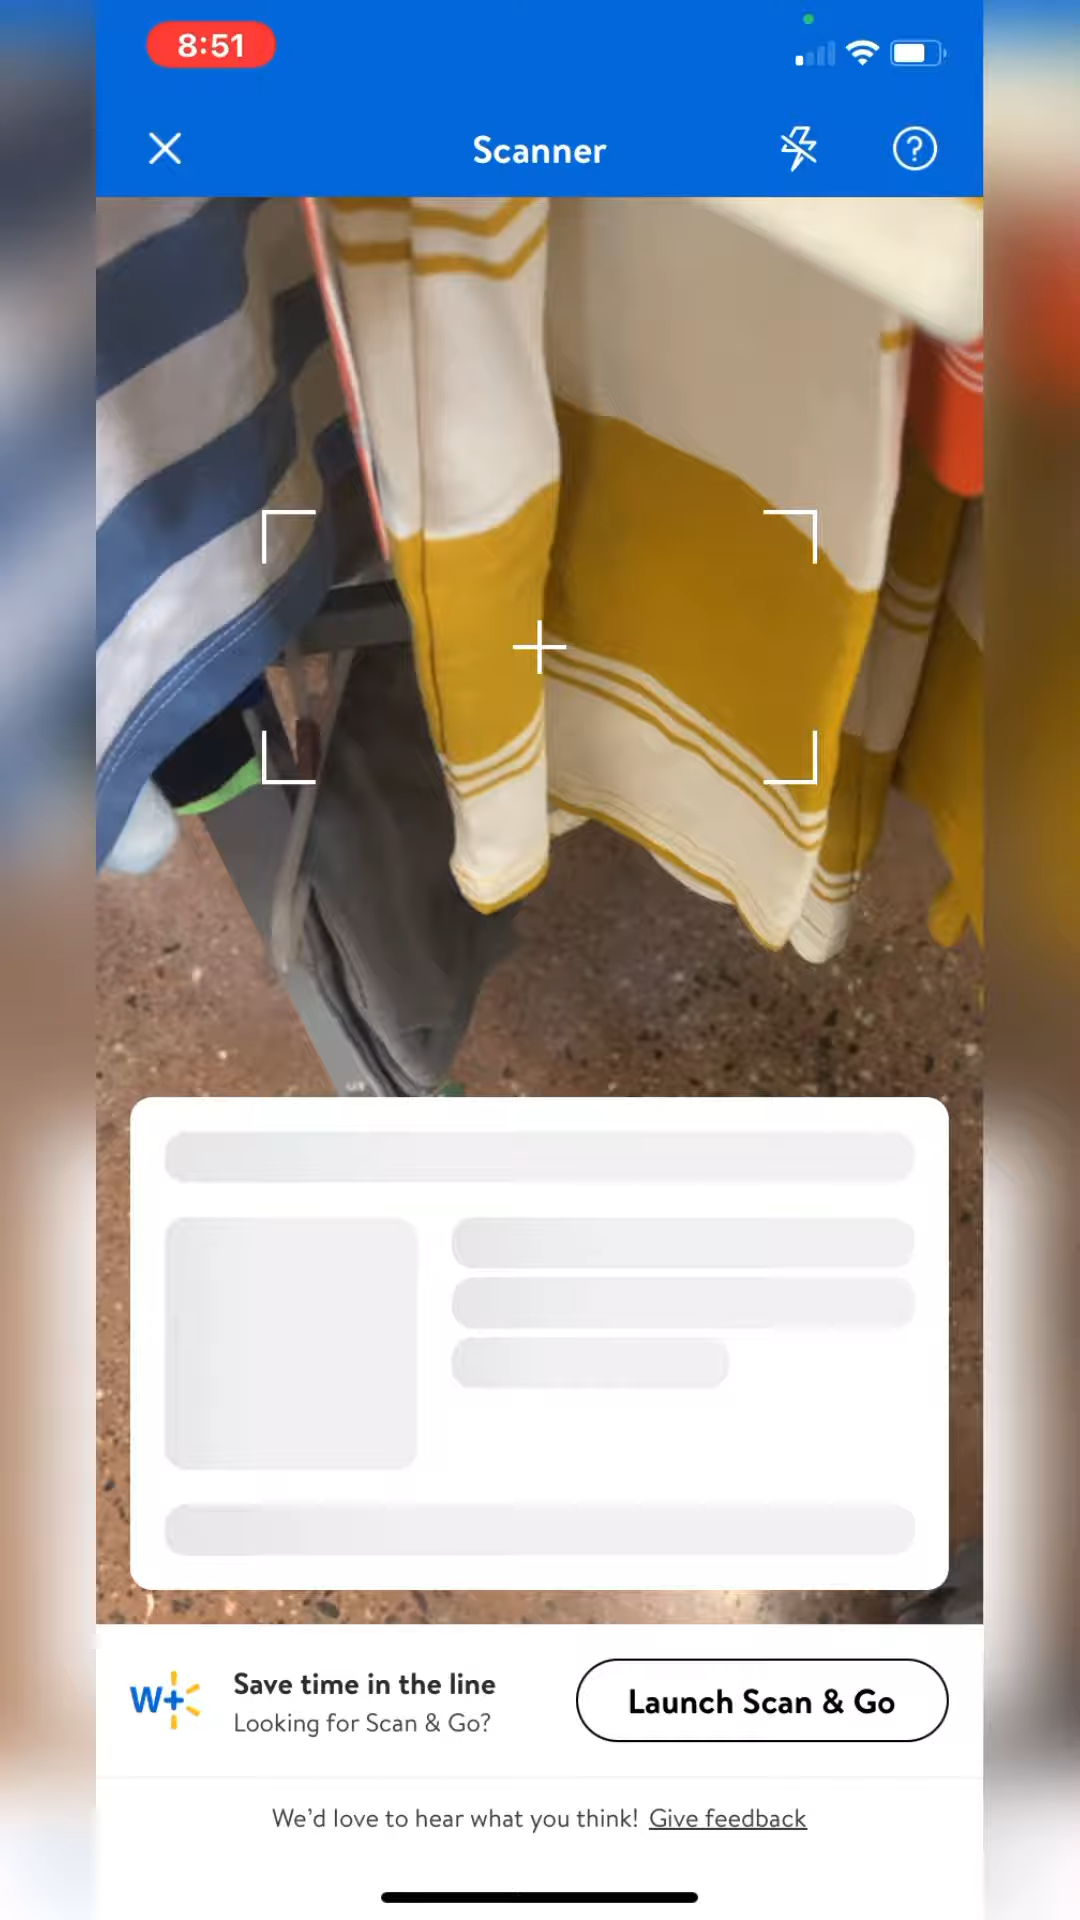 8:51
Scanner
W+
Save time in the line
Looking for Scan & Go?
Launch Scan & Go
We'd love to hear what you think! Give feedback